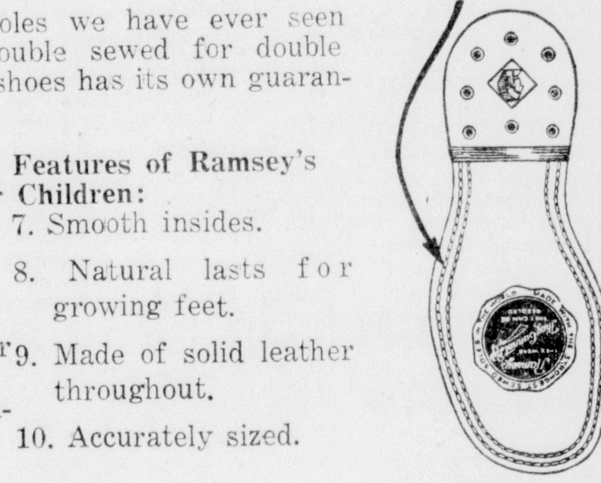 oles we have ever seen
ouble sewed for double
shoes has its own guaran-
Features of Ramsey's
Children:
7. Smooth insides.
8. Natural lasts for
growing feet.
9. Made of solid leather
throughout.
10. Accurately sized.